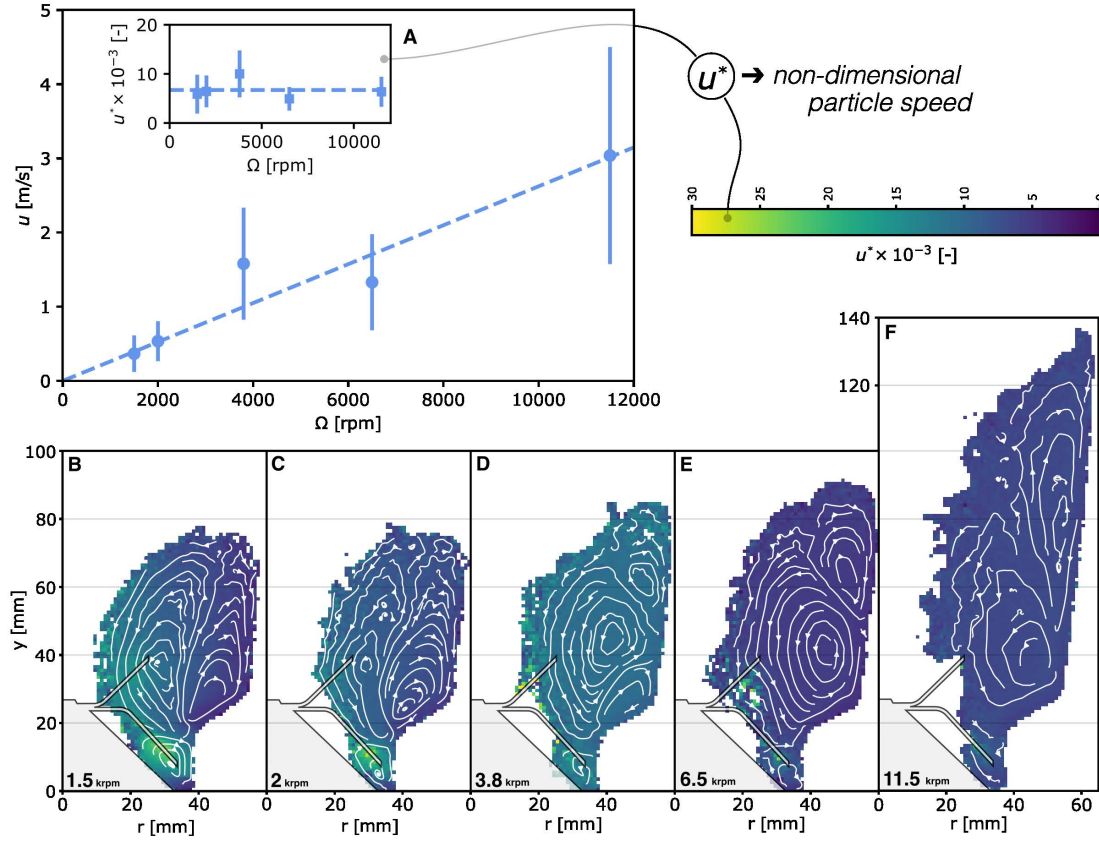 A
u* × 10⁻³ [-]
20
10
0
0
5000
10000
Ω [rpm]
u [m/s]
5
4
3
2
1
0
0
2000
4000
6000
8000
10000
12000
Ω [rpm]
u* ➔ non-dimensional
particle speed
30
25
20
15
10
5
0
u* × 10⁻³ [-]
y [mm]
100
80
60
40
20
0
B
1.5 krpm
0
20
40
r [mm]
C
2 krpm
20
40
r [mm]
D
3.8 krpm
20
40
r [mm]
E
6.5 krpm
20
40
r [mm]
140
120
F
11.5 krpm
0
20
40
60
r [mm]